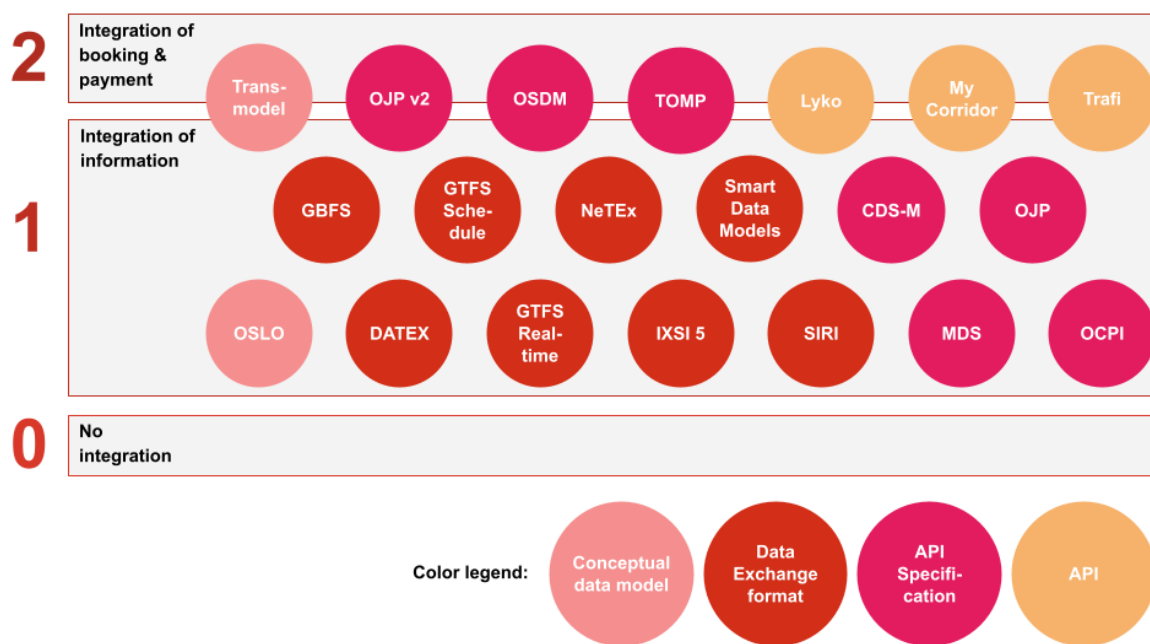 2
Integration of
booking &
payment
Trans-
model
OJP v2
OSDM
TOMP
Lyko
My
Corridor
Trafi
1
Integration of
information
GBFS
GTFS
Sche-
dule
NeTEx
Smart
Data
Models
CDS-M
OJP
OSLO
DATEX
GTFS
Real-
time
IXSI 5
SIRI
MDS
OCPI
0
No
integration
Color legend:
Conceptual
data model
Data
Exchange
format
API
Specifi-
cation
API